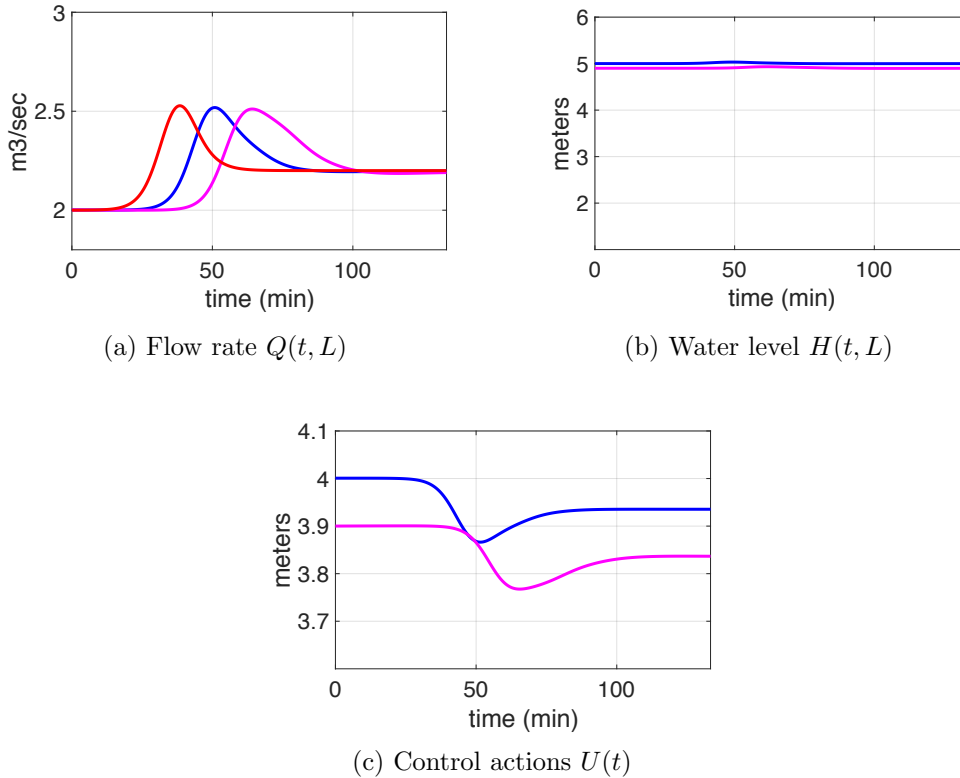 3
2.5
2
m3/sec
0
50
100
time (min)
(a) Flow rate Q(t, L)
6
5
4
3
2
meters
0
50
100
time (min)
(b) Water level H(t, L)
4.1
4
3.9
3.8
3.7
meters
0
50
100
time (min)
(c) Control actions U(t)